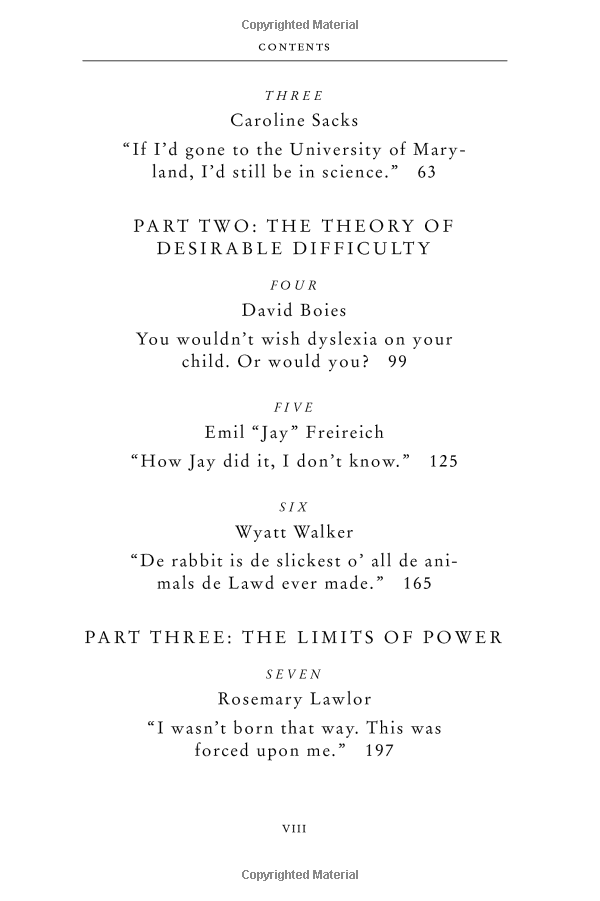 Copyrighted Material
CONTENTS
THREE
Caroline Sacks
“If I’d gone to the University of Mary-
land, I’d still be in science.” 63
PART TWO: THE THEORY OF
DESIRABLE DIFFICULTY
FOUR
David Boies
You wouldn’t wish dyslexia on your
child. Or would you? 99
FIVE
Emil “Jay” Freireich
“How Jay did it, I don’t know.” 125
SIX
Wyatt Walker
“De rabbit is de slickest o’ all de ani-
mals de Lawd ever made.” 165
PART THREE: THE LIMITS OF POWER
SEVEN
Rosemary Lawlor
“I wasn’t born that way. This was
forced upon me.” 197
VIII
Copyrighted Material